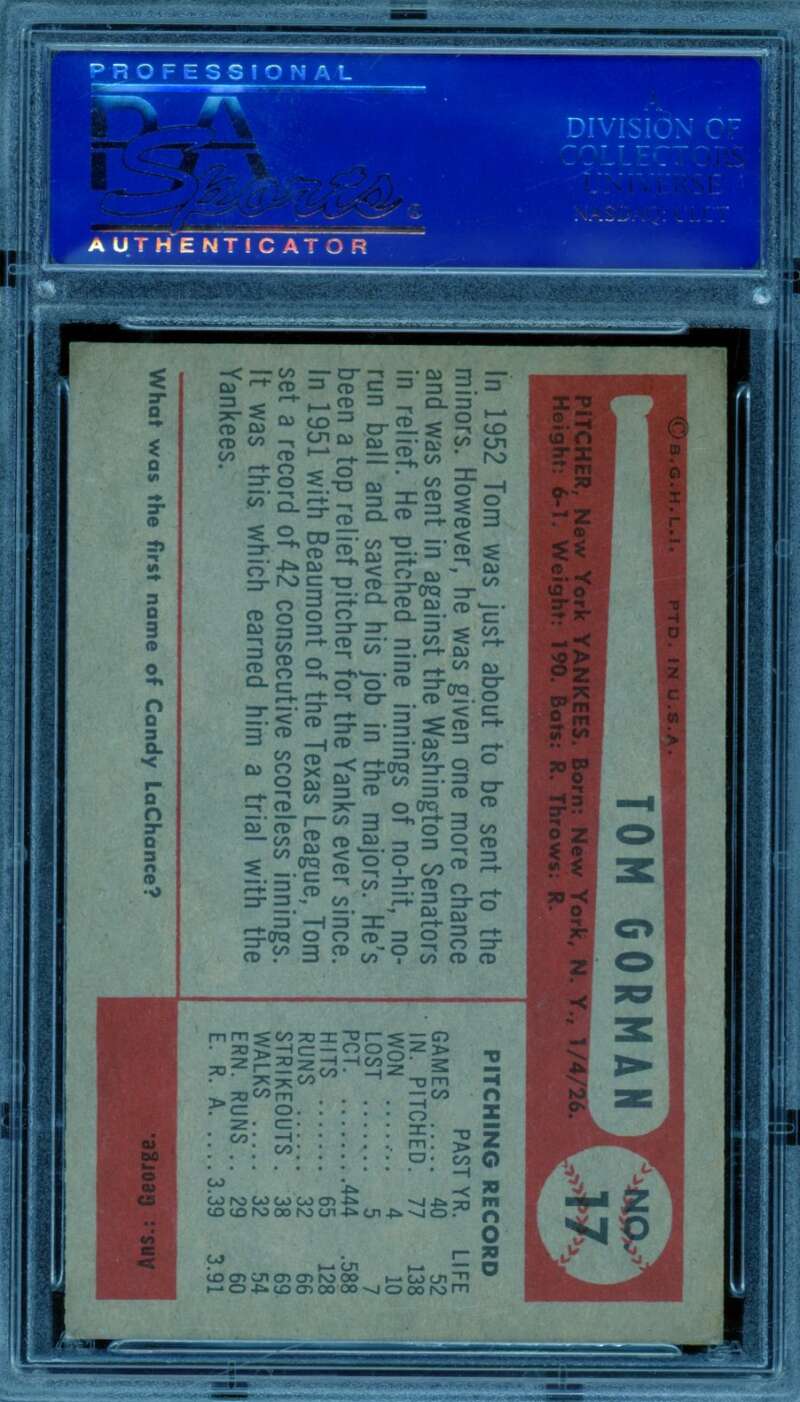 PROFESSIONAL
PSA
Sports®
AUTHENTICATOR
A
DIVISION OF
COLLECTORS
UNIVERSE
NASDAQ: CLCT
© B.G.H.L.I. PTD. IN U.S.A.
TOM GORMAN
NO.
17
PITCHER, New York YANKEES. Born: New York, N. Y., 1/4/26.
Height: 6-1. Weight: 190. Bats: R. Throws: R.
In 1952 Tom was just about to be sent to the
minors. However, he was given one more chance
and was sent in against the Washington Senators
in relief. He pitched nine innings of no-hit, no-
run ball and saved his job in the majors. He's
been a top relief pitcher for the Yanks ever since.
In 1951 with Beaumont of the Texas League, Tom
set a record of 42 consecutive scoreless innings.
It was this which earned him a trial with the
Yankees.
PITCHING RECORD
PAST YR. LIFE
GAMES .... 40 52
IN. PITCHED. 77 138
WON ...... 4 10
LOST ...... 5 7
PCT. ....... .444 .588
HITS ...... 65 128
RUNS ..... 32 66
STRIKEOUTS . 38 69
WALKS .... 32 54
ERN. RUNS .. 29 60
E. R. A. .... 3.39 3.91
What was the first name of Candy LaChance?
Ans.: George.